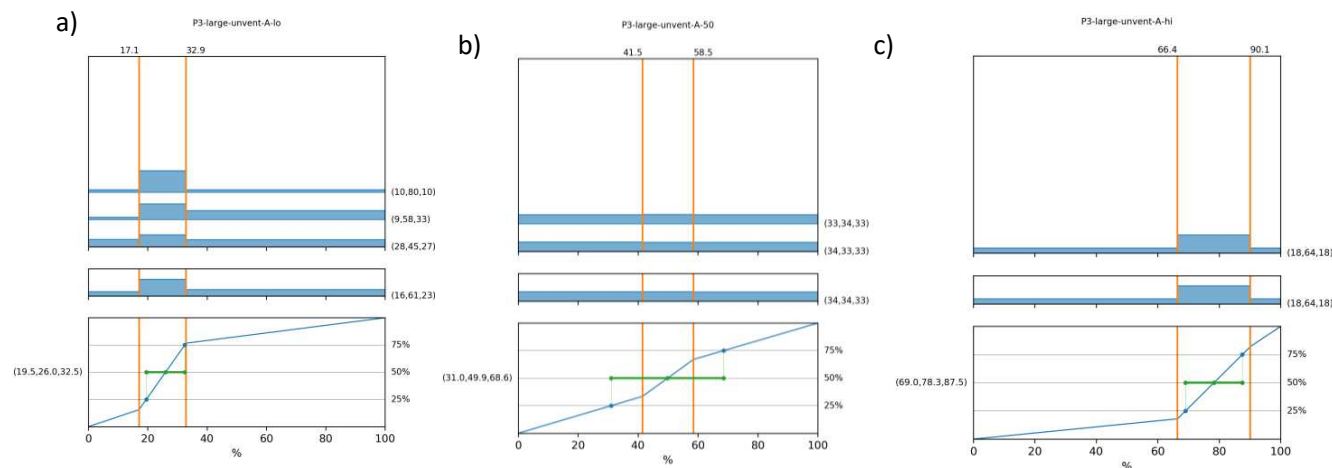 a)
P3-large-unvent-A-lo
17.1 32.9
(10,80,10)
(9,58,33)
(28,45,27)
(16,61,23)
75%
(19.5,26.0,32.5) 50%
25%
0 20 40 60 80 100
%
b)
P3-large-unvent-A-50
41.5 58.5
(33,34,33)
(34,33,33)
(34,34,33)
75%
(31.0,49.9,68.6) 50%
25%
0 20 40 60 80 100
%
c)
P3-large-unvent-A-hi
66.4 90.1
(18,64,18)
(18,64,18)
75%
(69.0,78.3,87.5) 50%
25%
0 20 40 60 80 100
%